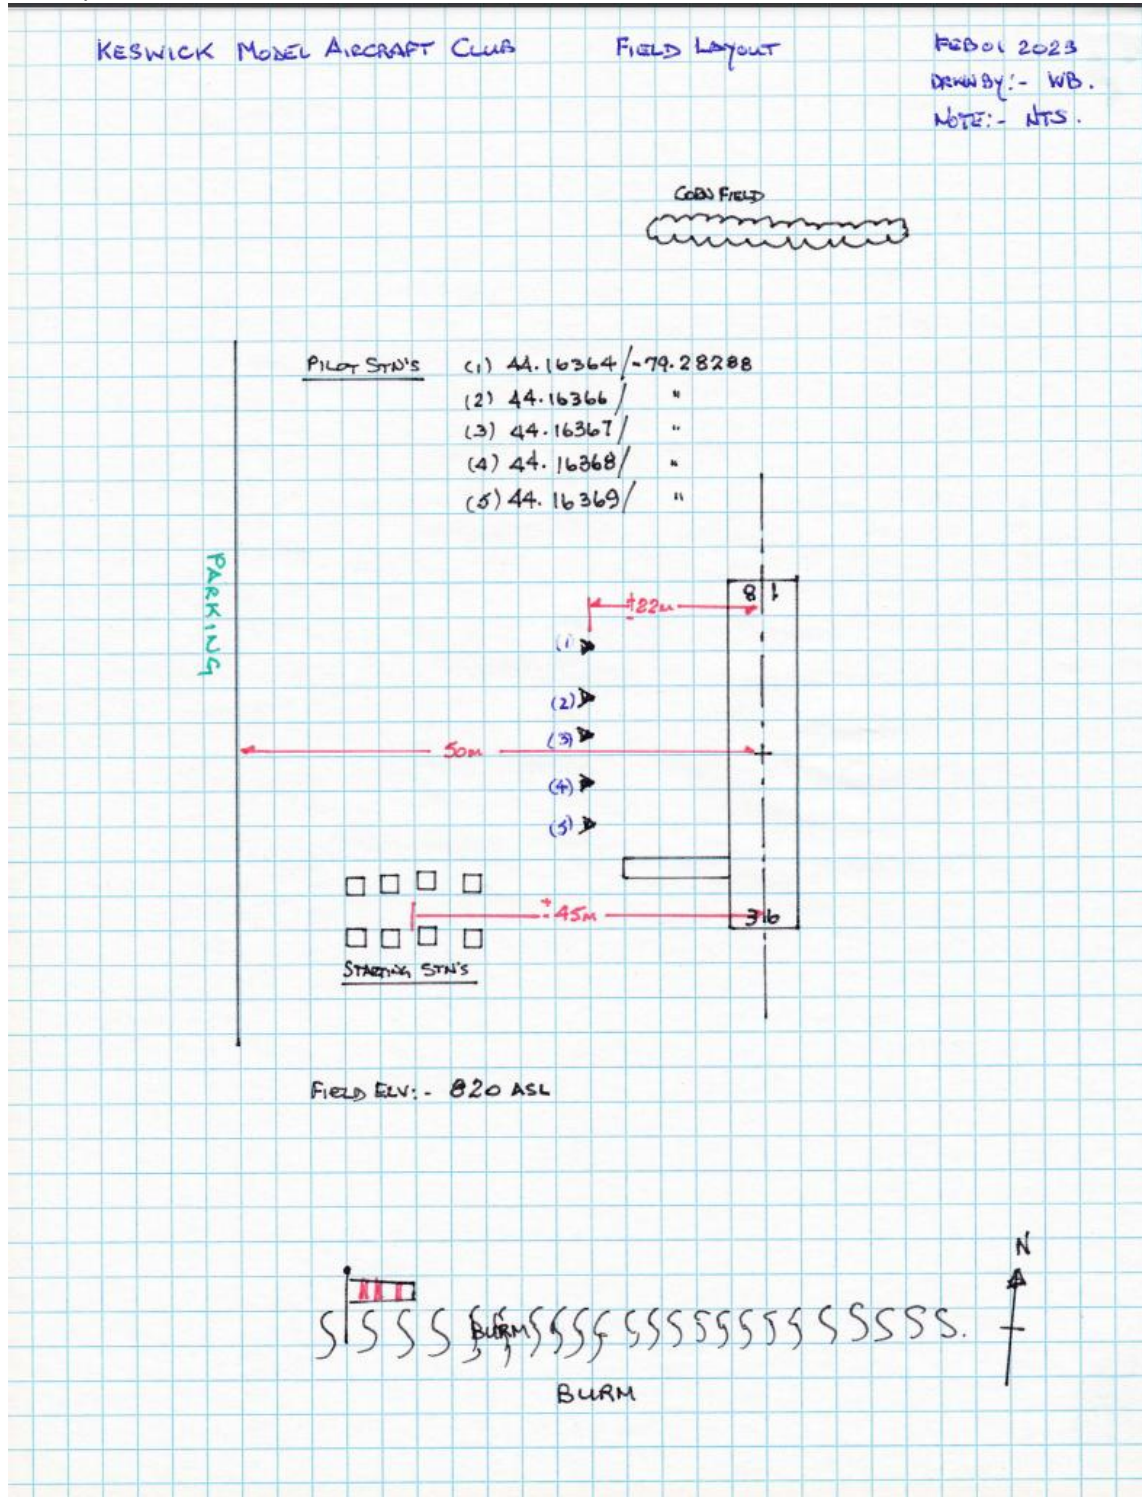 KESWICK MODEL AIRCRAFT CLUB FIELD LAYOUT FEB 01 2023
DRWN BY:- WB.
NOTE:- NTS.
CORN FIELD
PILOT STN'S (1) 44.16364/-79.28288
(2) 44.16366/ "
(3) 44.16367/ "
(4) 44.16368/ "
(5) 44.16369/ "
PARKING
18
±22m
(1)
(2)
(3)
50m
(4)
(5)
±45m
36
STARTING STN'S
FIELD ELV:- 820 ASL
N
BURM
BURM